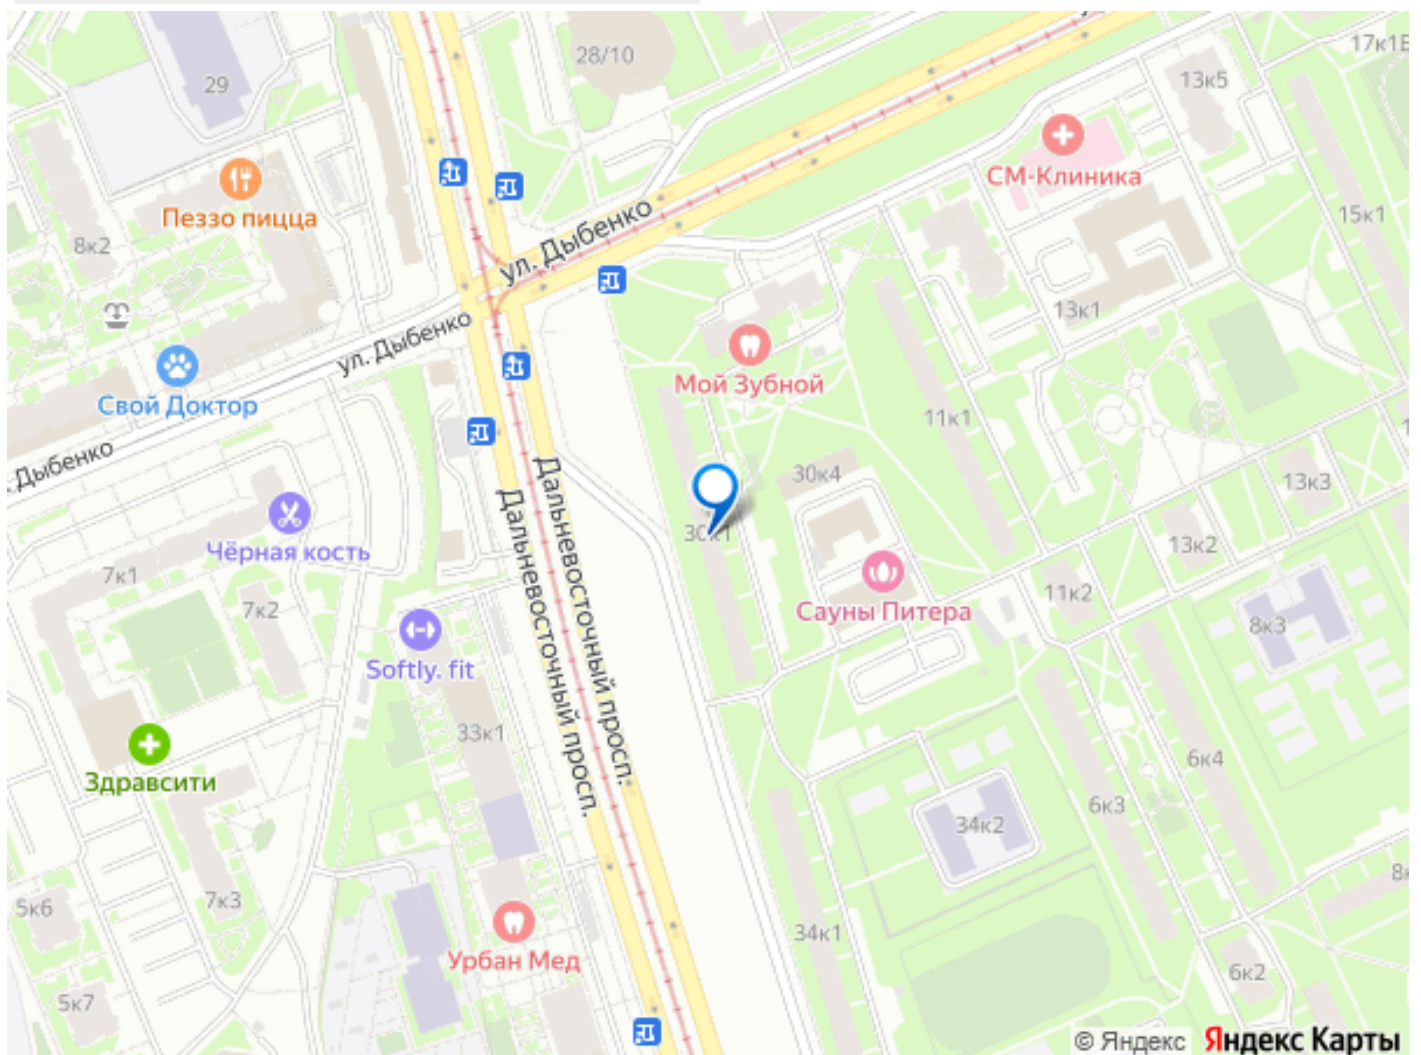 28/10
17к1
29
13к5
СМ-Клиника
Пеззо пицца
ул. Дыбенко
15к1
8к2
13к1
ул. Дыбенко
Мой Зубной
Свой Доктор
11к1
Дыбенко
30к4
13к3
Дальневосточный просп.
Дальневосточный просп.
30к1
Чёрная кость
13к2
7к1
11к2
7к2
Сауны Питера
8к3
Softly. fit
33к1
6к4
Здравсити
6к3
34к2
7к3
5к6
34к1
Урбан Мед
6к2
5к7
© Яндекс Яндекс Карты